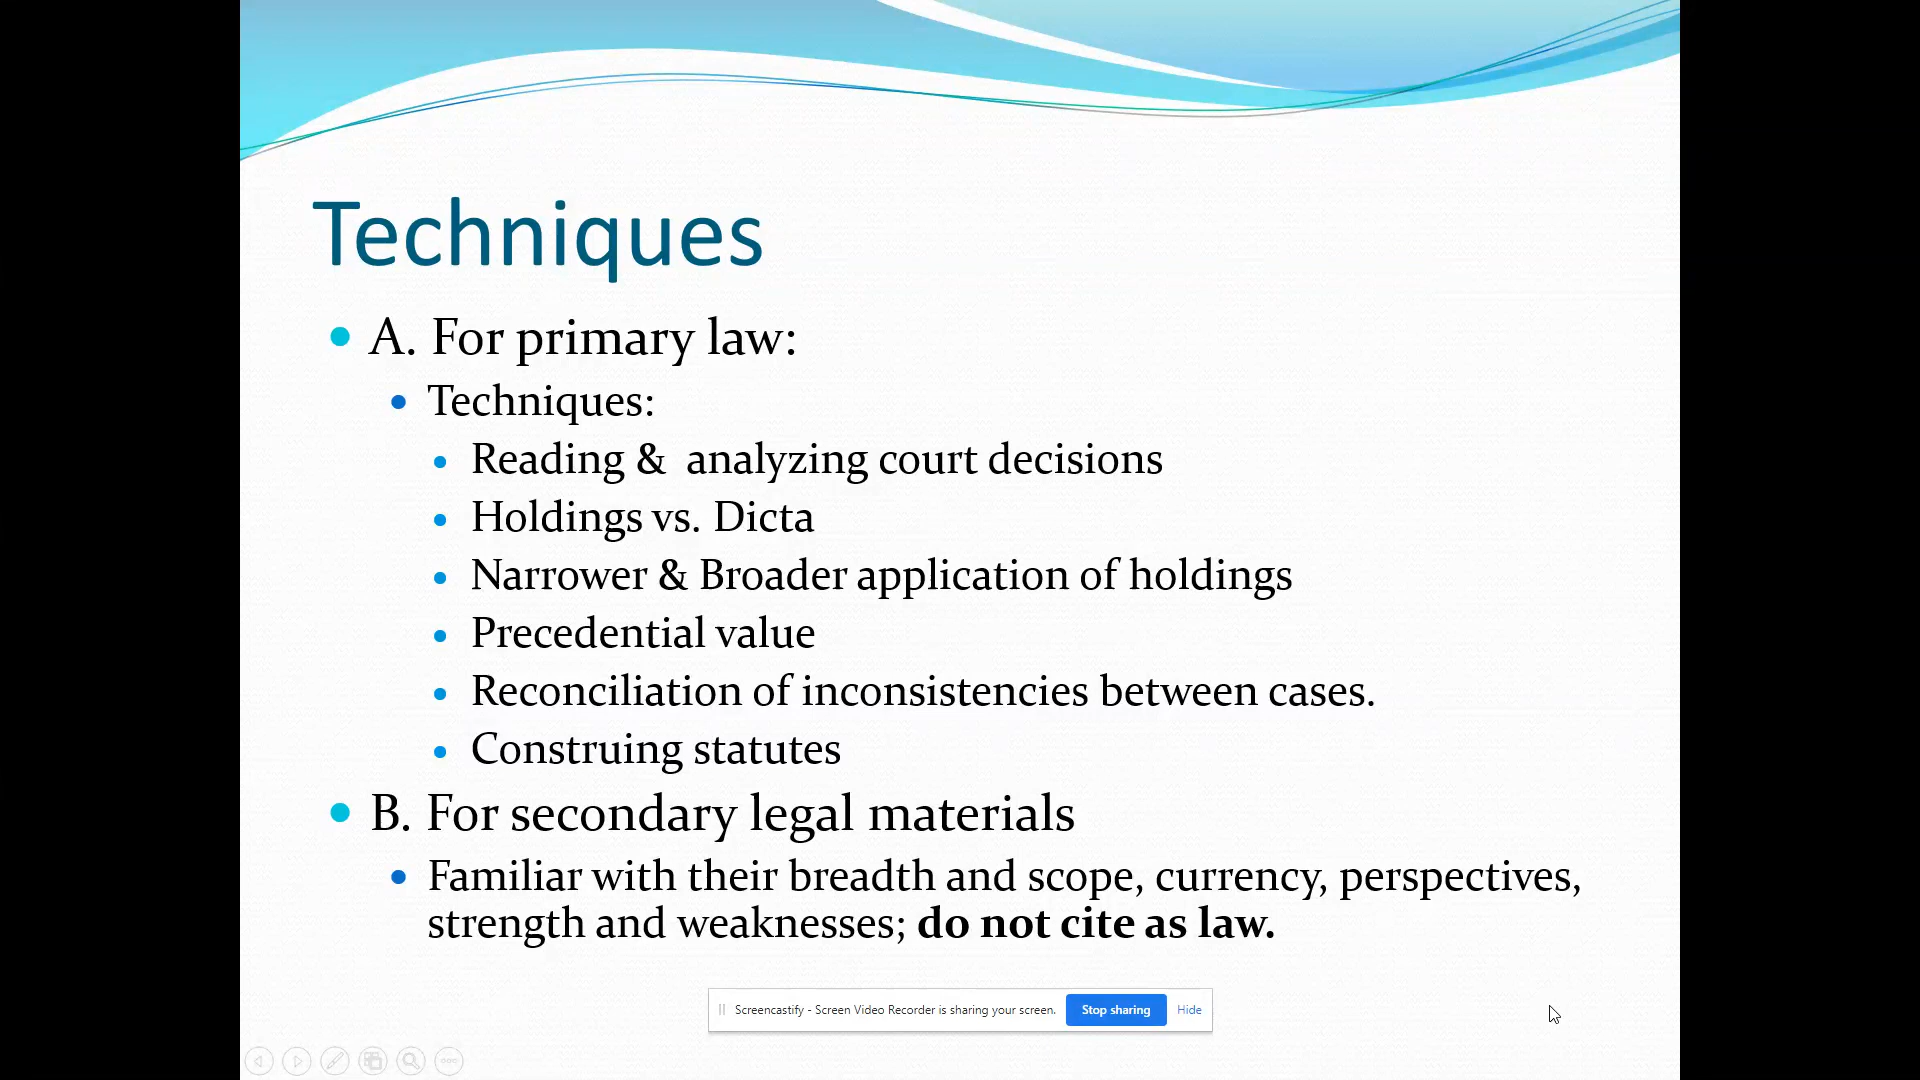 Techniques
A. For primary law:
Techniques:
Reading &  analyzing court decisions
Holdings vs. Dicta
Narrower & Broader application of holdings
Precedential value
Reconciliation of inconsistencies between cases.
Construing statutes
B. For secondary legal materials
Familiar with their breadth and scope, currency, perspectives,
strength and weaknesses; do not cite as law.
Screencastify - Screen Video Recorder is sharing your screen. Stop sharing Hide